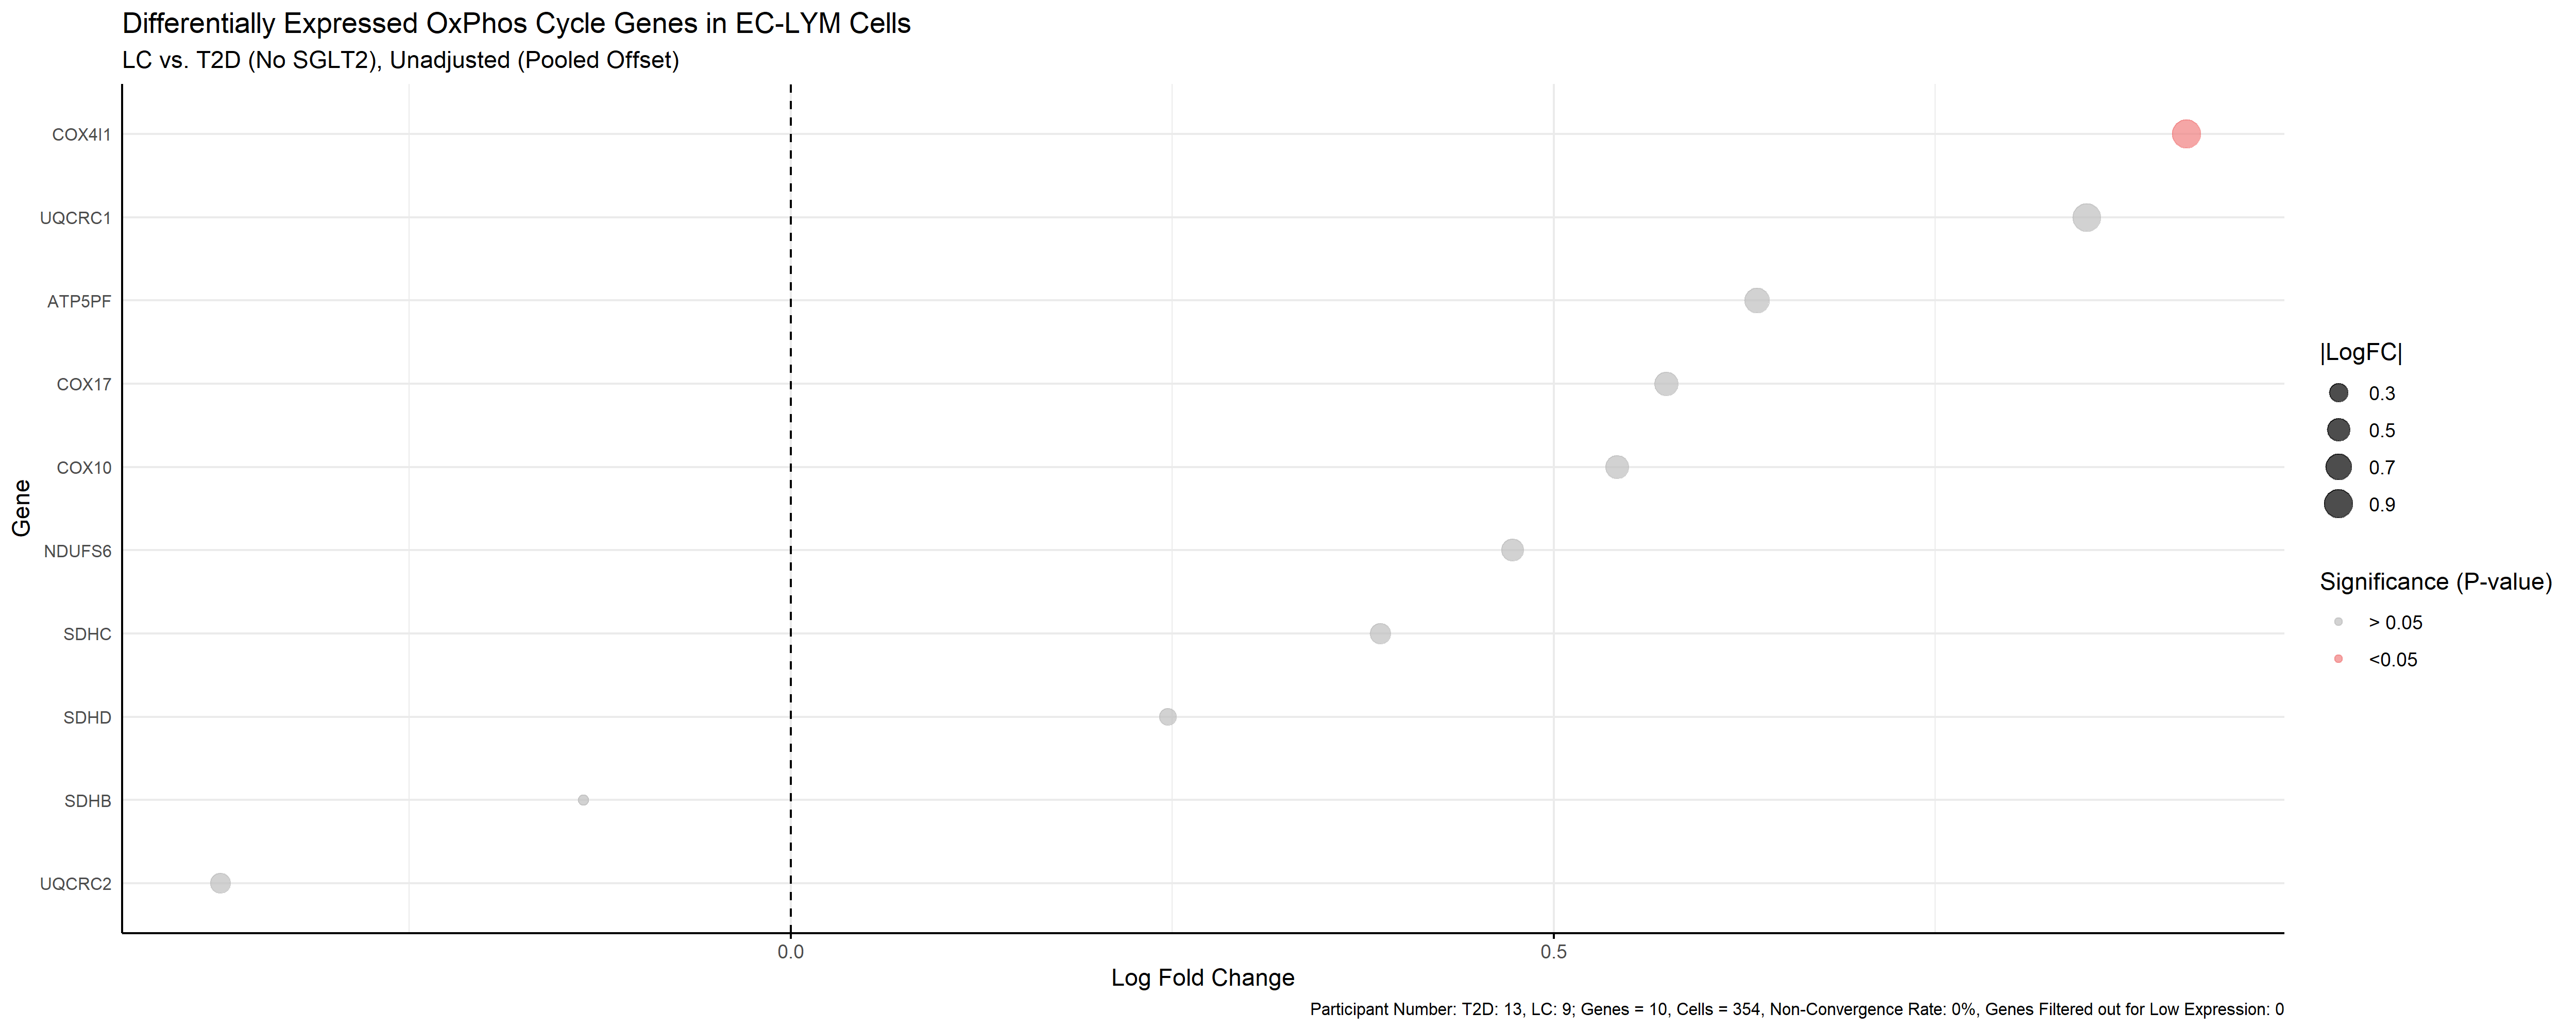 Differentially Expressed OxPhos Cycle Genes in EC-LYM Cells
LC vs. T2D (No SGLT2), Unadjusted (Pooled Offset)
Gene
COX4I1
UQCRC1
ATP5PF
COX17
COX10
NDUFS6
SDHC
SDHD
SDHB
UQCRC2
0.0
0.5
Log Fold Change
|LogFC|
0.3
0.5
0.7
0.9
Significance (P-value)
> 0.05
<0.05
Participant Number: T2D: 13, LC: 9; Genes = 10, Cells = 354, Non-Convergence Rate: 0%, Genes Filtered out for Low Expression: 0